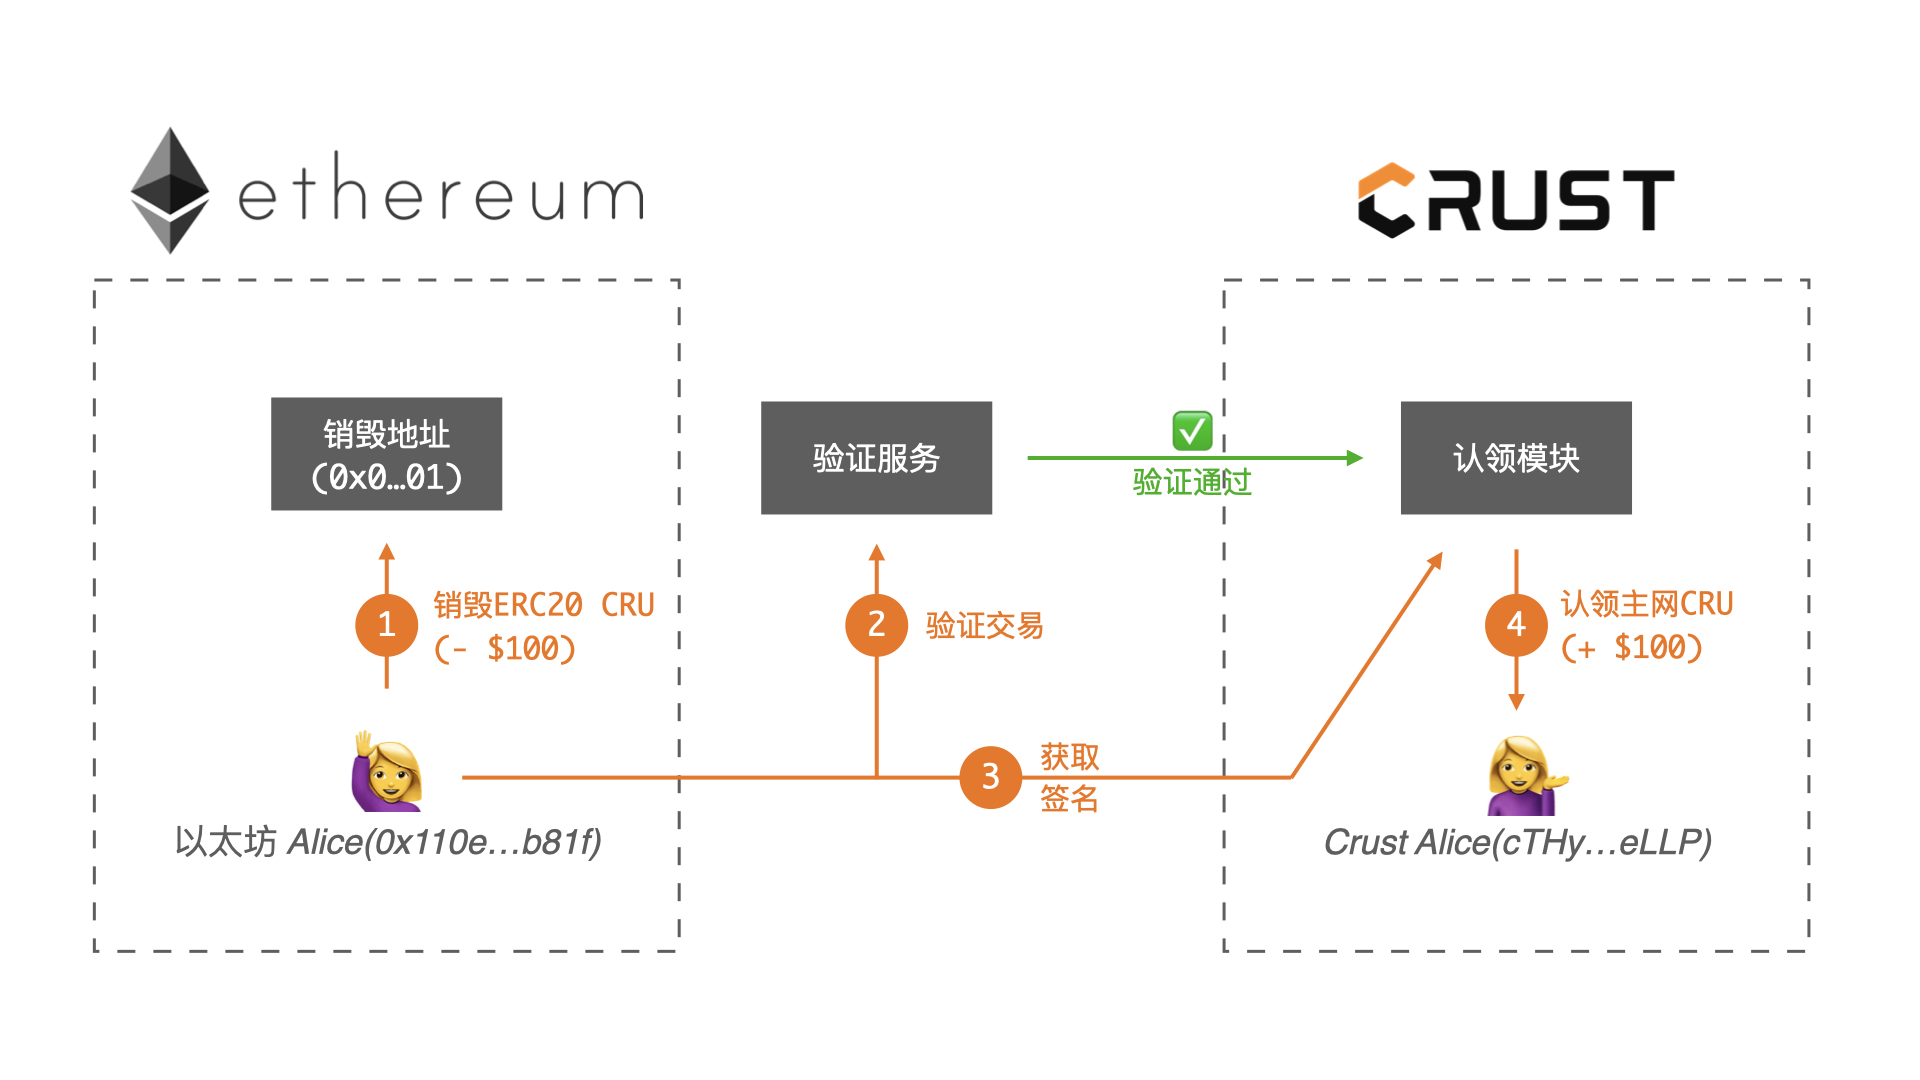 ethereum
CRUST
销毁地址
(0x0…01)
验证服务
验证通过
认领模块
1
销毁ERC20 CRU
(- $100)
2
验证交易
4
认领主网CRU
(+ $100)
3
获取
签名
以太坊 Alice(0x110e…b81f)
Crust Alice(cTHy…eLLP)